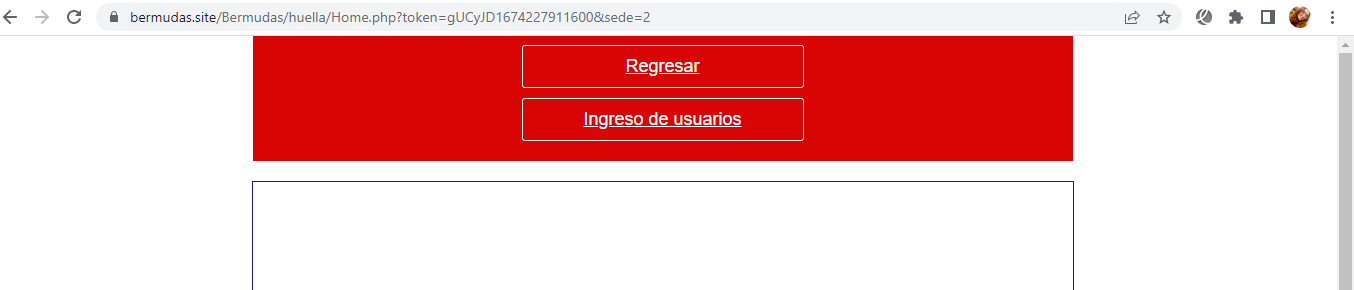 bermudas.site/Bermudas/huella/Home.php?token=gUCyJD1674227911600&sede=2
Regresar
Ingreso de usuarios